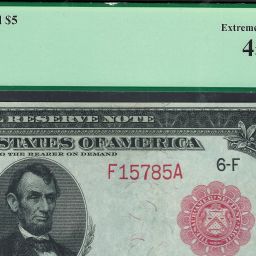 $5
Extreme
4
L RESERVE NOTE
STATES OF AMERICA
TO THE BEARER ON DEMAND
F15785A
6-F